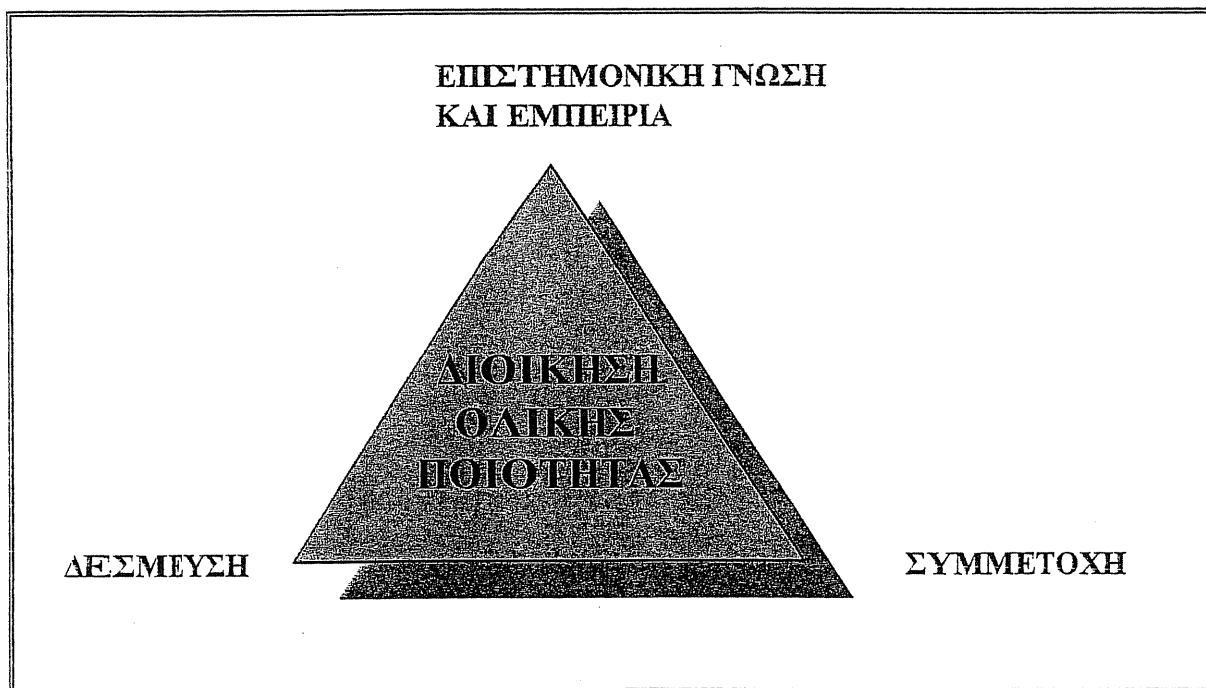 ΕΠΙΣΤΗΜΟΝΙΚΗ ΓΝΩΣΗ
ΚΑΙ ΕΜΠΕΙΡΙΑ
ΔΙΟΙΚΗΣΗ
ΟΛΙΚΗΣ
ΠΟΙΟΤΗΤΑΣ
ΔΕΣΜΕΥΣΗ
ΣΥΜΜΕΤΟΧΗ